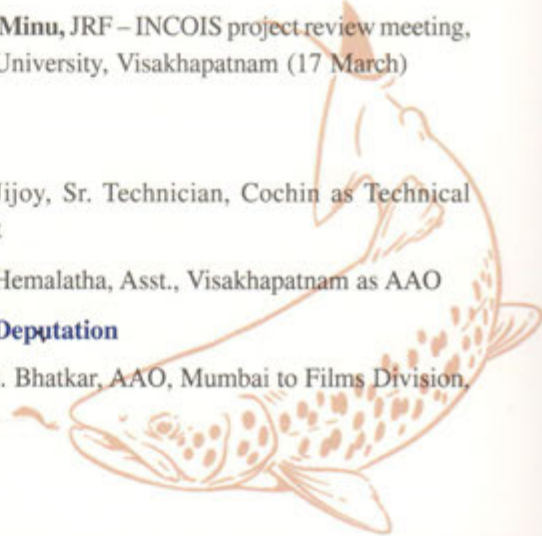 Minu, JRF – INCOIS project review meeting,
University, Visakhapatnam (17 March)
Jijoy, Sr. Technician, Cochin as Technical
Hemalatha, Asst., Visakhapatnam as AAO
Deputation
. Bhatkar, AAO, Mumbai to Films Division,